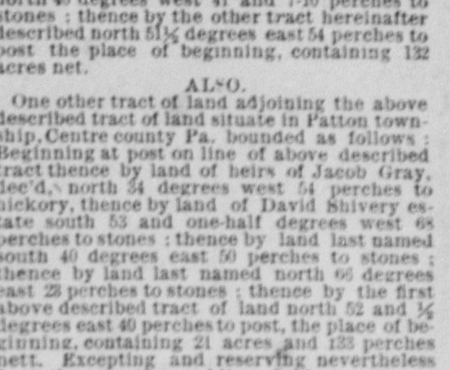 north 40 degrees west 41 and 7-10 perches to
stones ; thence by the other tract hereinafter
described north 51½ degrees east 54 perches to
post the place of beginning, containing 132
acres net.
ALSO.
One other tract of land adjoining the above
described tract of land situate in Patton town-
ship, Centre county Pa. bounded as follows :
Beginning at post on line of above described
tract thence by land of heirs of Jacob Gray,
dec'd, north 34 degrees west 54 perches to
hickory, thence by land of David Shivery es-
tate south 53 and one-half degrees west 68
perches to stones ; thence by land last named
south 40 degrees east 50 perches to stones ;
thence by land last named north 66 degrees
east 23 perches to stones ; thence by the first
above described tract of land north 52 and ½
degrees east 40 perches to post, the place of be-
ginning, containing 21 acres and 133 perches
nett. Excepting and reserving nevertheless